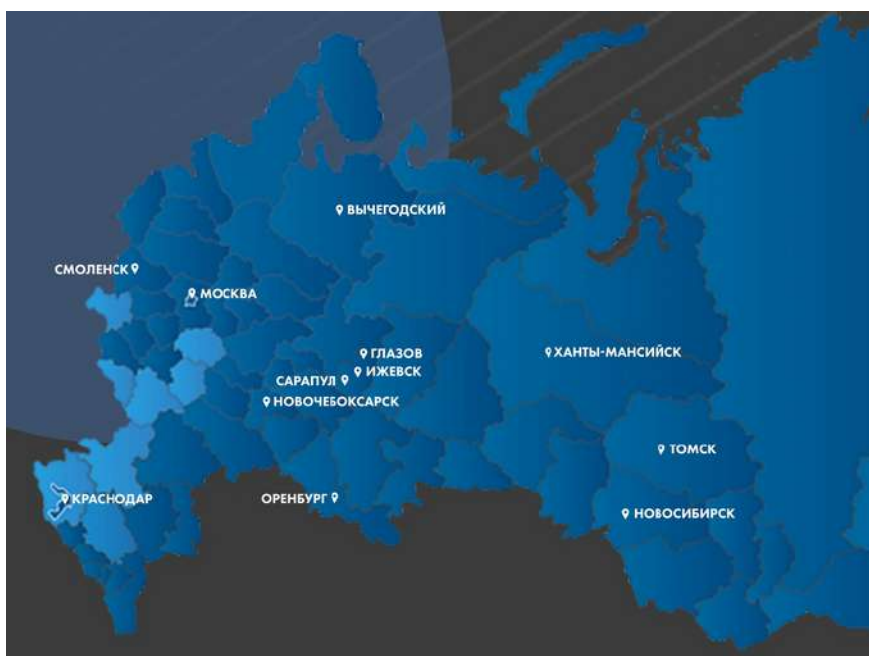 ВЫЧЕГОДСКИЙ
СМОЛЕНСК
МОСКВА
ГЛАЗОВ
ХАНТЫ-МАНСИЙСК
ИЖЕВСК
САРАПУЛ
НОВОЧЕБОКСАРСК
ТОМСК
КРАСНОДАР
ОРЕНБУРГ
НОВОСИБИРСК